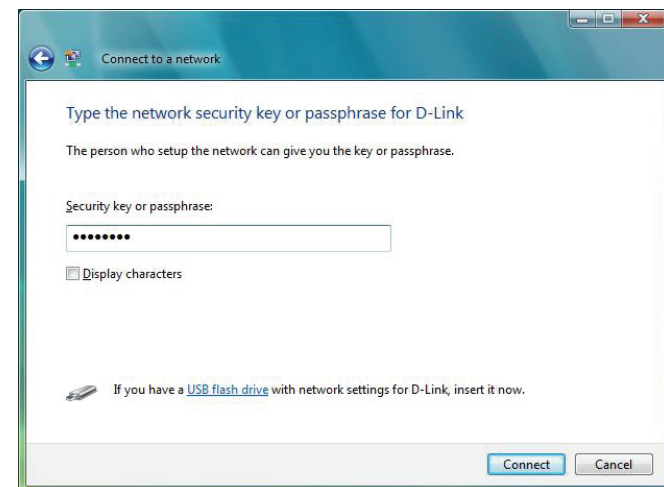 Connect to a network
Type the network security key or passphrase for D-Link
The person who setup the network can give you the key or passphrase.
Security key or passphrase:
••••••••
Display characters
If you have a USB flash drive with network settings for D-Link, insert it now.
Connect Cancel